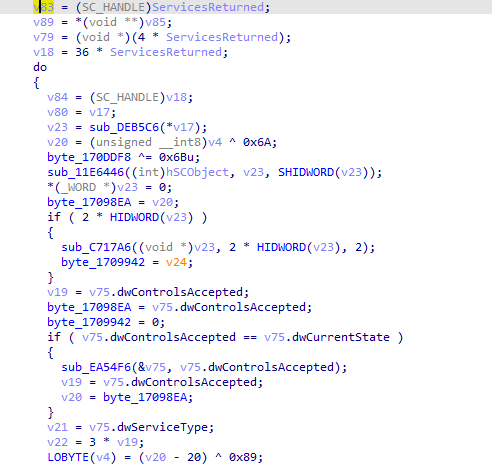 v83 = (SC_HANDLE)ServicesReturned;
v89 = *(void **)v85;
v79 = (void *)(4 * ServicesReturned);
v18 = 36 * ServicesReturned;
do
{
v84 = (SC_HANDLE)v18;
v80 = v17;
v23 = sub_DEB5C6(*v17);
v20 = (unsigned __int8)v4 ^ 0x6A;
byte_170DDF8 ^= 0x6Bu;
sub_11E6446((int)hSCObject, v23, SHIDWORD(v23));
*(_WORD *)v23 = 0;
byte_17098EA = v20;
if ( 2 * HIDWORD(v23) )
{
sub_C717A6((void *)v23, 2 * HIDWORD(v23), 2);
byte_1709942 = v24;
}
v19 = v75.dwControlsAccepted;
byte_17098EA = v75.dwControlsAccepted;
byte_1709942 = 0;
if ( v75.dwControlsAccepted == v75.dwCurrentState )
{
sub_EA54F6(&v75, v75.dwControlsAccepted);
v19 = v75.dwControlsAccepted;
v20 = byte_17098EA;
}
v21 = v75.dwServiceType;
v22 = 3 * v19;
LOBYTE(v4) = (v20 - 20) ^ 0x89;